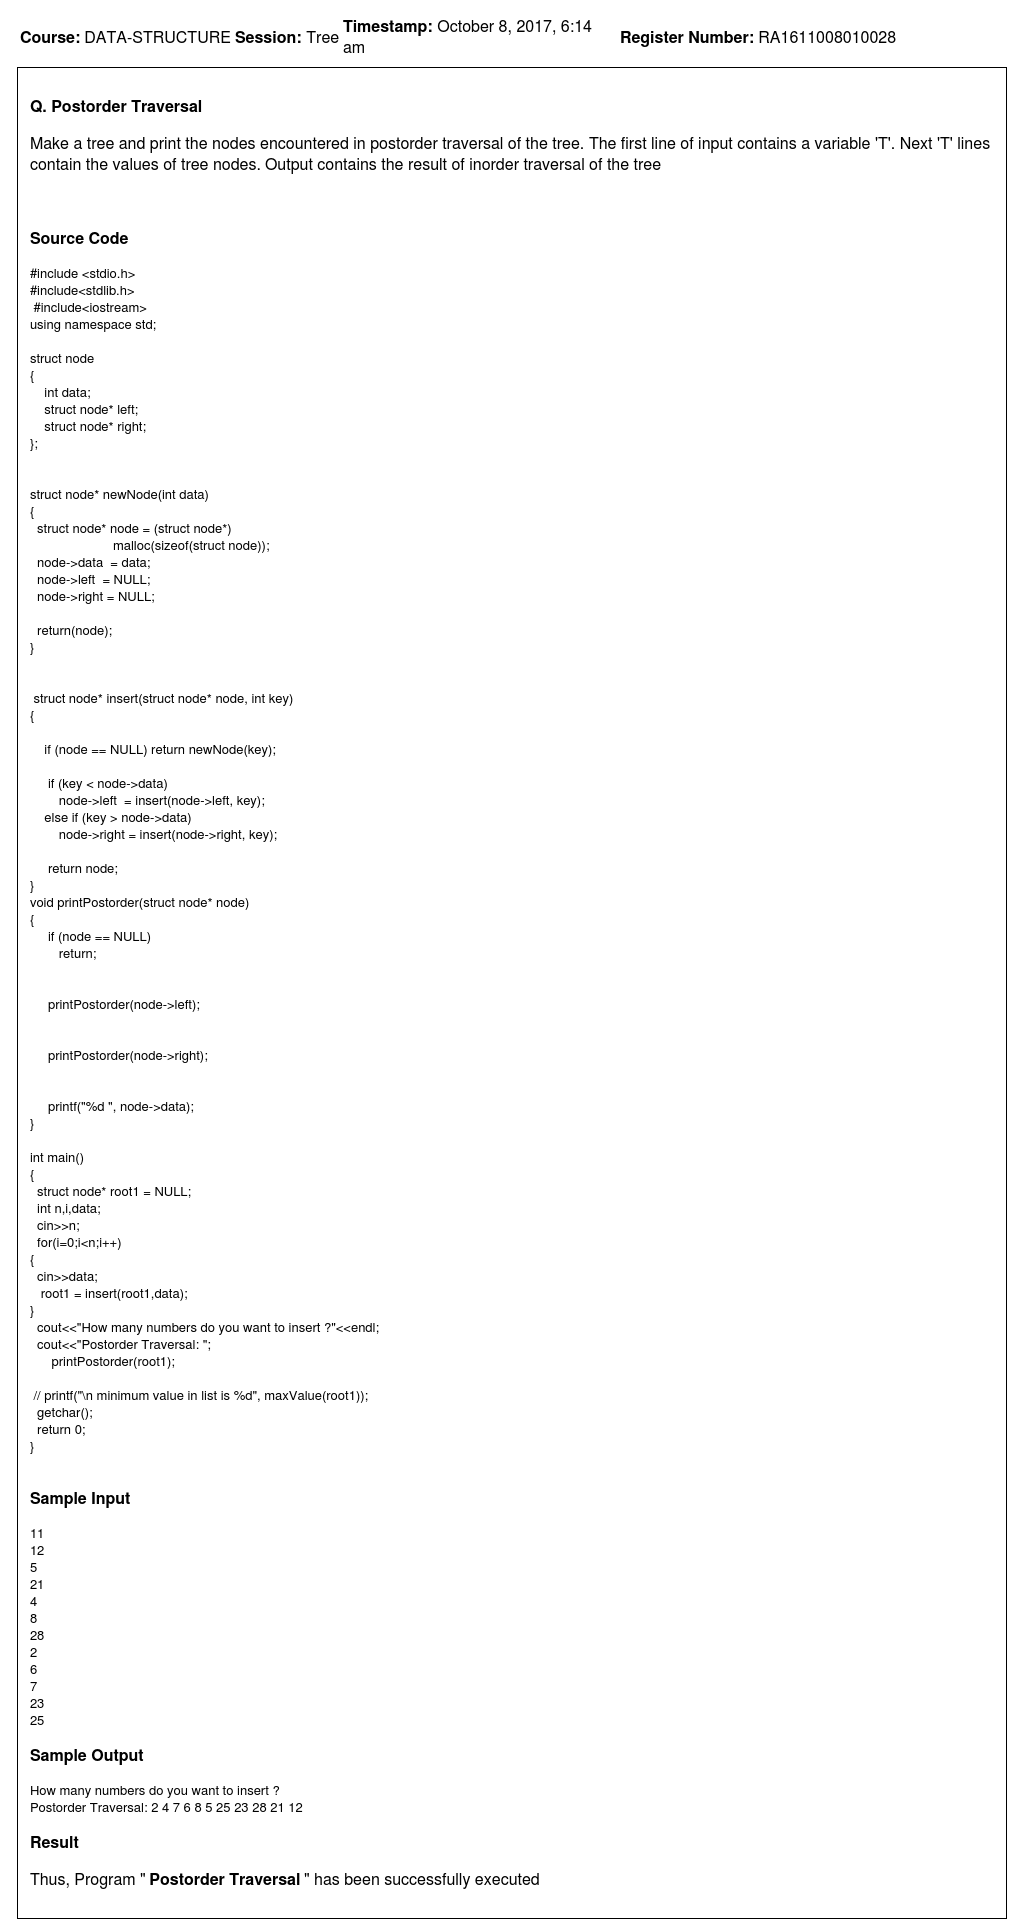 Course: DATA-STRUCTURE Session: Tree Timestamp: October 8, 2017, 6:14 am Register Number: RA1611008010028
Q. Postorder Traversal
Make a tree and print the nodes encountered in postorder traversal of the tree. The first line of input contains a variable 'T'. Next 'T' lines
contain the values of tree nodes. Output contains the result of inorder traversal of the tree
Source Code
#include <stdio.h>
#include<stdlib.h>
#include<iostream>
using namespace std;
struct node
{
int data;
struct node* left;
struct node* right;
};
struct node* newNode(int data)
{
struct node* node = (struct node*)
malloc(sizeof(struct node));
node->data  = data;
node->left  = NULL;
node->right = NULL;
return(node);
}
struct node* insert(struct node* node, int key)
{
if (node == NULL) return newNode(key);
if (key < node->data)
node->left  = insert(node->left, key);
else if (key > node->data)
node->right = insert(node->right, key);
return node;
}
void printPostorder(struct node* node)
{
if (node == NULL)
return;
printPostorder(node->left);
printPostorder(node->right);
printf("%d ", node->data);
}
int main()
{
struct node* root1 = NULL;
int n,i,data;
cin>>n;
for(i=0;i<n;i++)
{
cin>>data;
root1 = insert(root1,data);
}
cout<<"How many numbers do you want to insert ?"<<endl;
cout<<"Postorder Traversal: ";
printPostorder(root1);
// printf("\n minimum value in list is %d", maxValue(root1));
getchar();
return 0;
}
Sample Input
11
12
5
21
4
8
28
2
6
7
23
25
Sample Output
How many numbers do you want to insert ?
Postorder Traversal: 2 4 7 6 8 5 25 23 28 21 12
Result
Thus, Program " Postorder Traversal " has been successfully executed